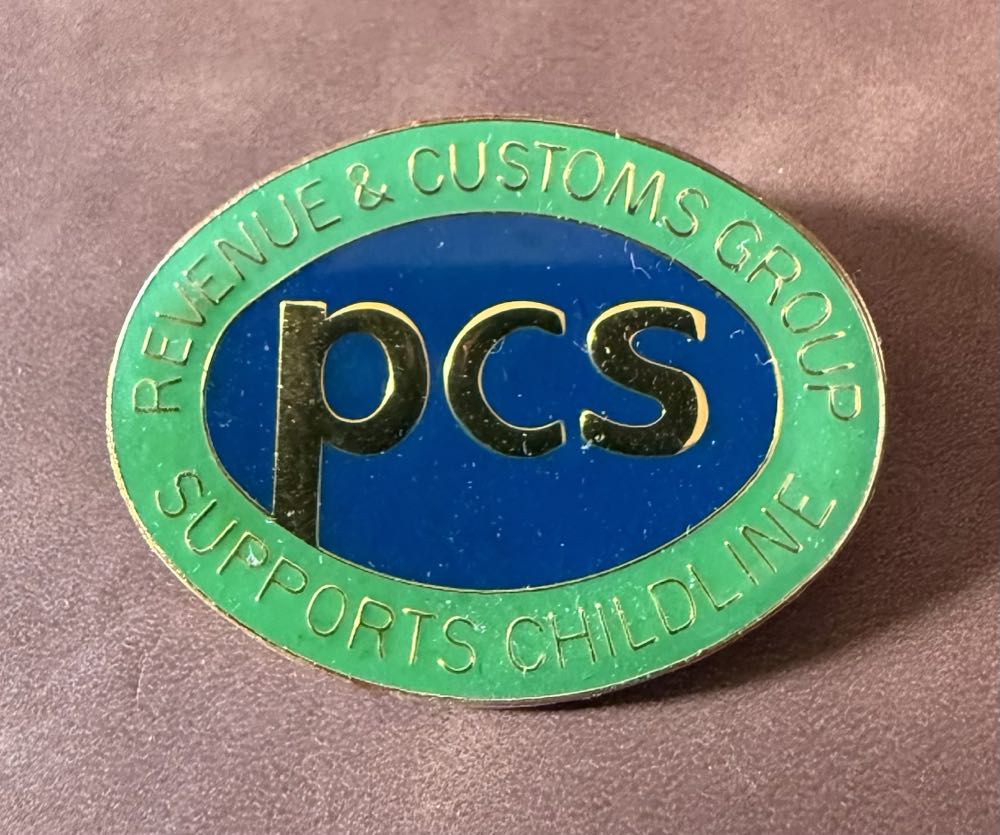 REVENUE & CUSTOMS GROUP
pcs
SUPPORTS CHILDLINE